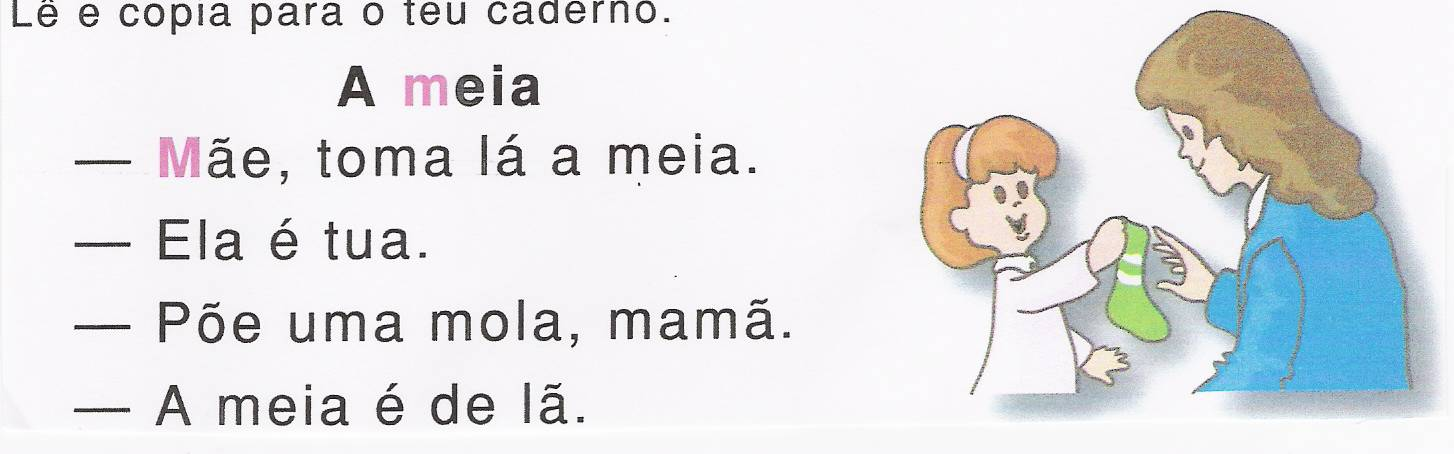 Lê e copia para o teu caderno.
A meia
— Mãe, toma lá a meia.
— Ela é tua.
— Põe uma mola, mamã.
— A meia é de lã.